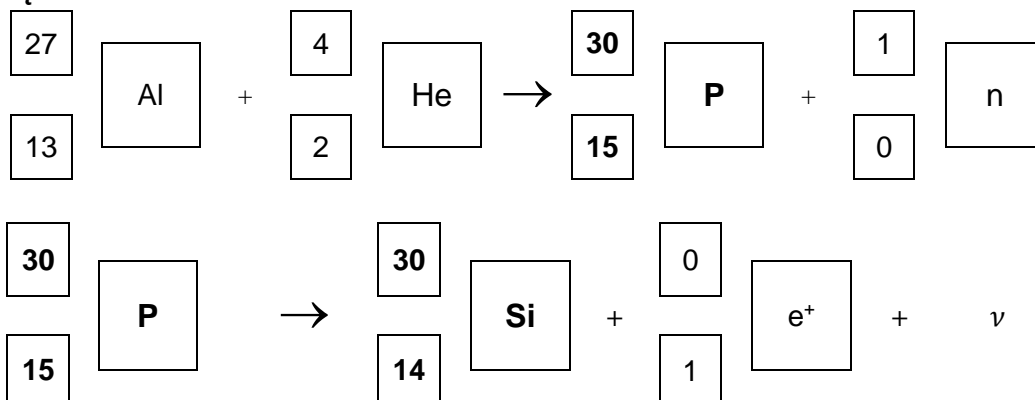 27 4 30 1
Al + He → P + n
13 2 15 0
30 30 0
P → Si + e⁺ + ν
15 14 1